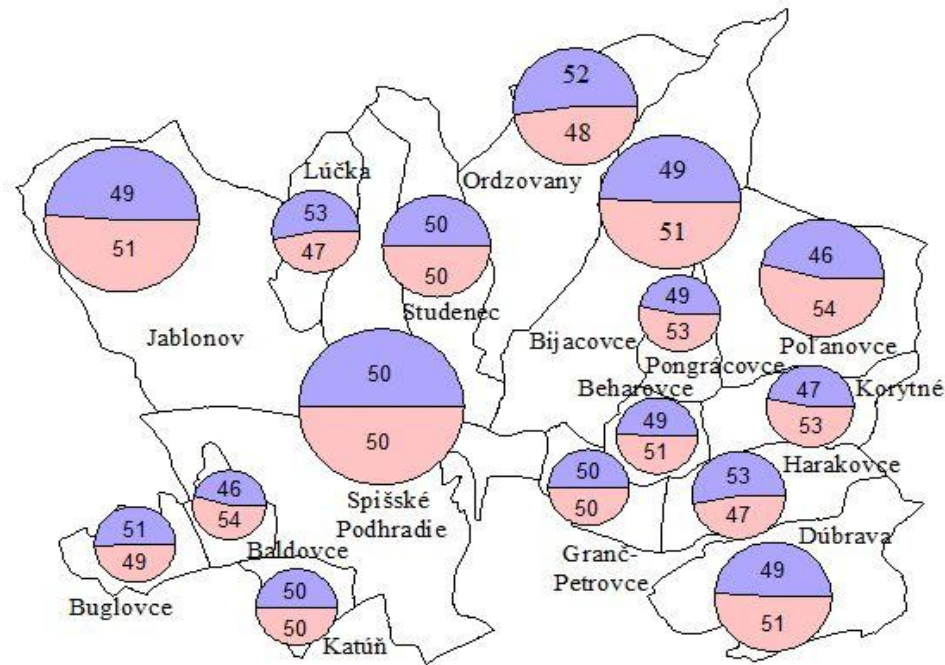 52
48
Ordzovany
Lúčka
49
51
Jablonov
53
47
50
50
Studenec
49
51
Bijacovce
46
54
Poľanovce
49
53
Pongrácovce
50
50
Spišské
Podhradie
Beharovce
49
51
47
53
Korytné
50
50
Granč-
Petrovce
53
47
Harakovce
46
54
Baldovce
51
49
Buglovce
50
50
Katúň
Dúbrava
49
51